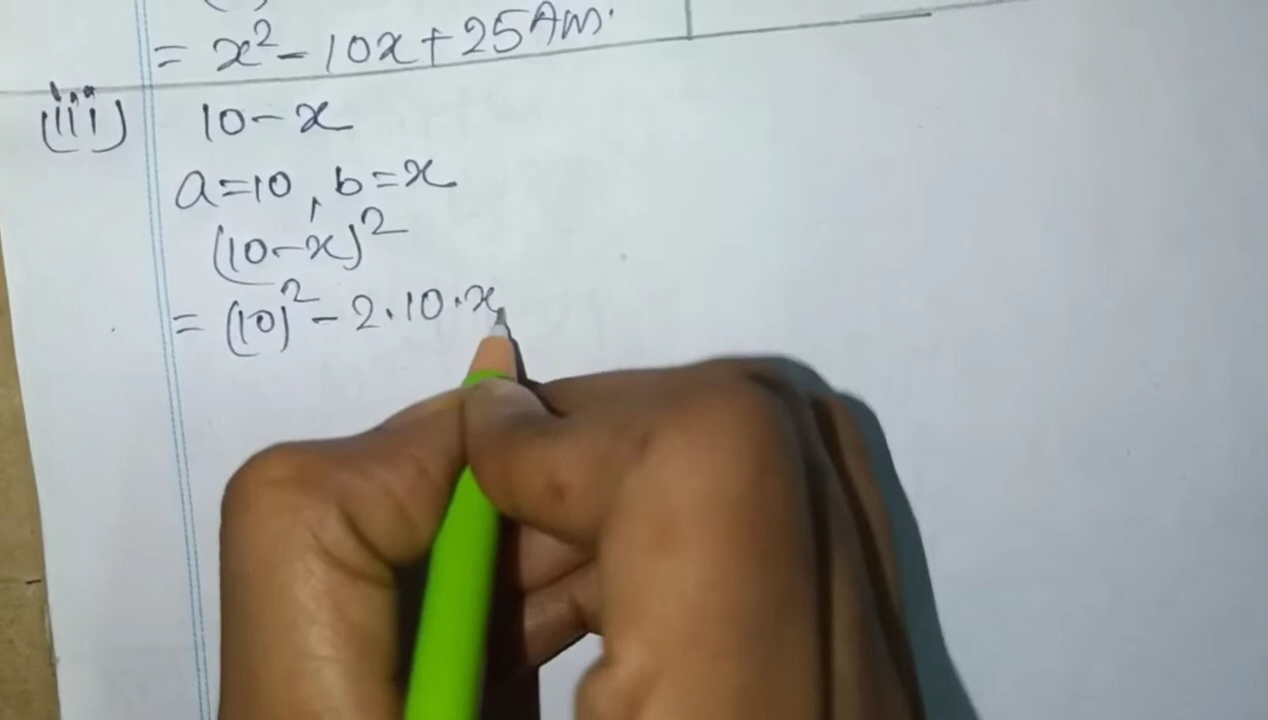 = x² - 10x + 25 Ans.
(iii) 10 - x
a = 10, b = x
(10 - x)²
= (10)² - 2·10·x